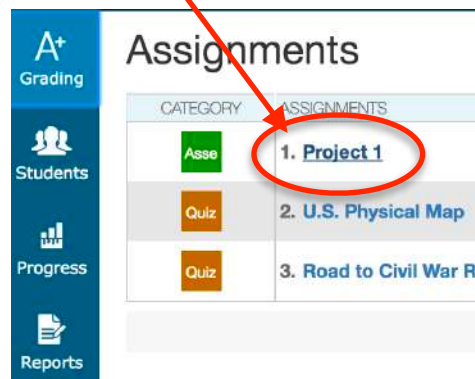 A+
Grading
Students
Progress
Reports
Assignments
CATEGORY ASSIGNMENTS
Asse 1. Project 1
Quiz 2. U.S. Physical Map
Quiz 3. Road to Civil War R